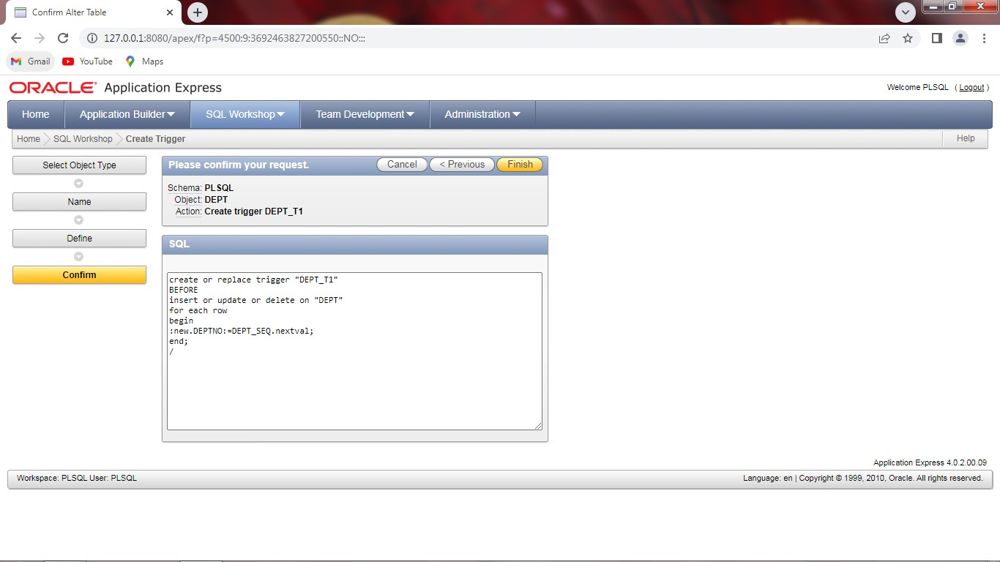 Confirm Alter Table
127.0.0.1:8080/apex/f?p=4500:9:3692463827200550::NO:::
Gmail YouTube Maps
ORACLE Application Express
Welcome PLSQL ( Logout )
Home Application Builder SQL Workshop Team Development Administration
Home SQL Workshop Create Trigger Help
Select Object Type
Name
Define
Confirm
Please confirm your request. Cancel < Previous Finish
Schema: PLSQL
Object: DEPT
Action: Create trigger DEPT_T1
SQL
create or replace trigger "DEPT_T1"
BEFORE
insert or update or delete on "DEPT"
for each row
begin
:new.DEPTNO:=DEPT_SEQ.nextval;
end;
/
Application Express 4.0.2.00.09
Workspace: PLSQL User: PLSQL
Language: en | Copyright © 1999, 2010, Oracle. All rights reserved.